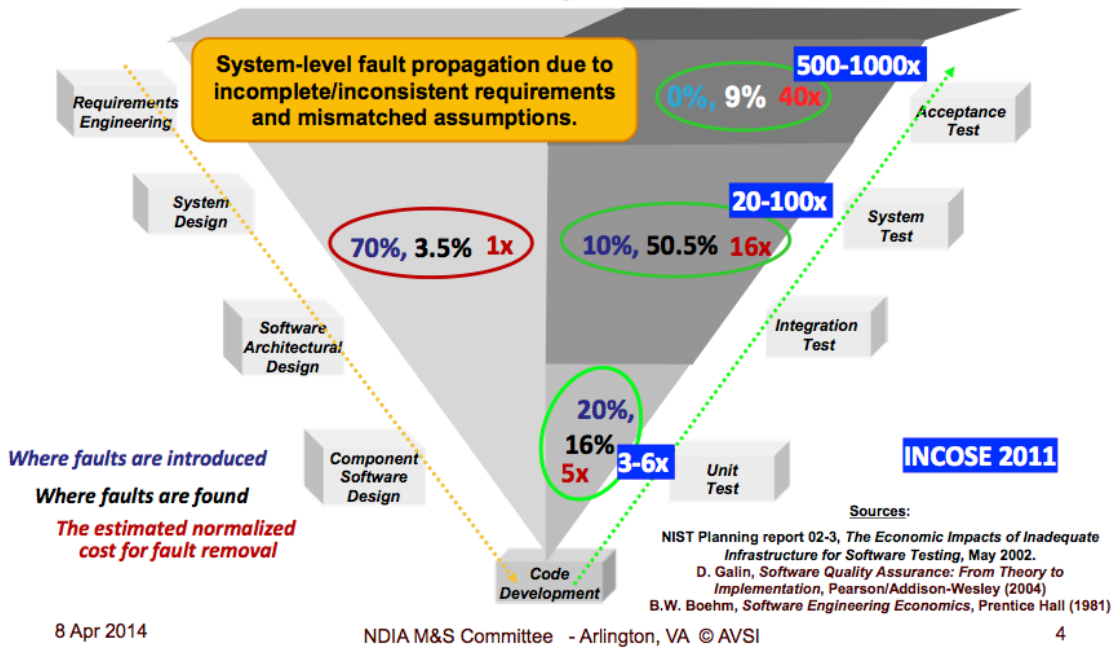 System-level fault propagation due to
incomplete/inconsistent requirements
and mismatched assumptions.
500-1000x
0%, 9% 40x
Requirements
Engineering
Acceptance
Test
System
Design
20-100x
System
Test
70%, 3.5% 1x
10%, 50.5% 16x
Software
Architectural
Design
Integration
Test
20%,
16%
5x
3-6x
Component
Software
Design
Unit
Test
INCOSE 2011
Where faults are introduced
Where faults are found
The estimated normalized
cost for fault removal
Code
Development
Sources:
NIST Planning report 02-3, The Economic Impacts of Inadequate
Infrastructure for Software Testing, May 2002.
D. Galin, Software Quality Assurance: From Theory to
Implementation, Pearson/Addison-Wesley (2004)
B.W. Boehm, Software Engineering Economics, Prentice Hall (1981)
8 Apr 2014
NDIA M&S Committee - Arlington, VA © AVSI
4